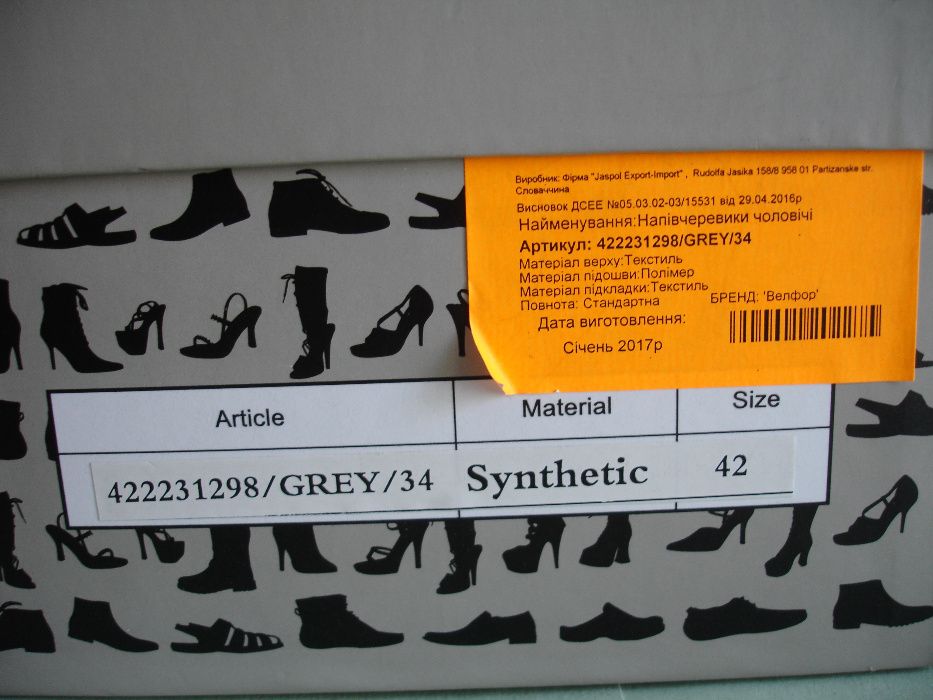 Виробник: Фірма "Jaspol Export-Import" , Rudolfa Jasika 158/8 958 01 Partizanske str.
Словаччина
Висновок ДСЕЕ №05.03.02-03/15531 від 29.04.2016р
Найменування:Напівчеревики чоловічі
Артикул: 422231298/GREY/34
Матеріал верху:Текстиль
Матеріал підошви:Полімер
Матеріал підкладки:Текстиль
Повнота: Стандартна БРЕНД: 'Велфор'
Дата виготовлення:
Січень 2017р
Article Material Size
422231298/GREY/34 Synthetic 42